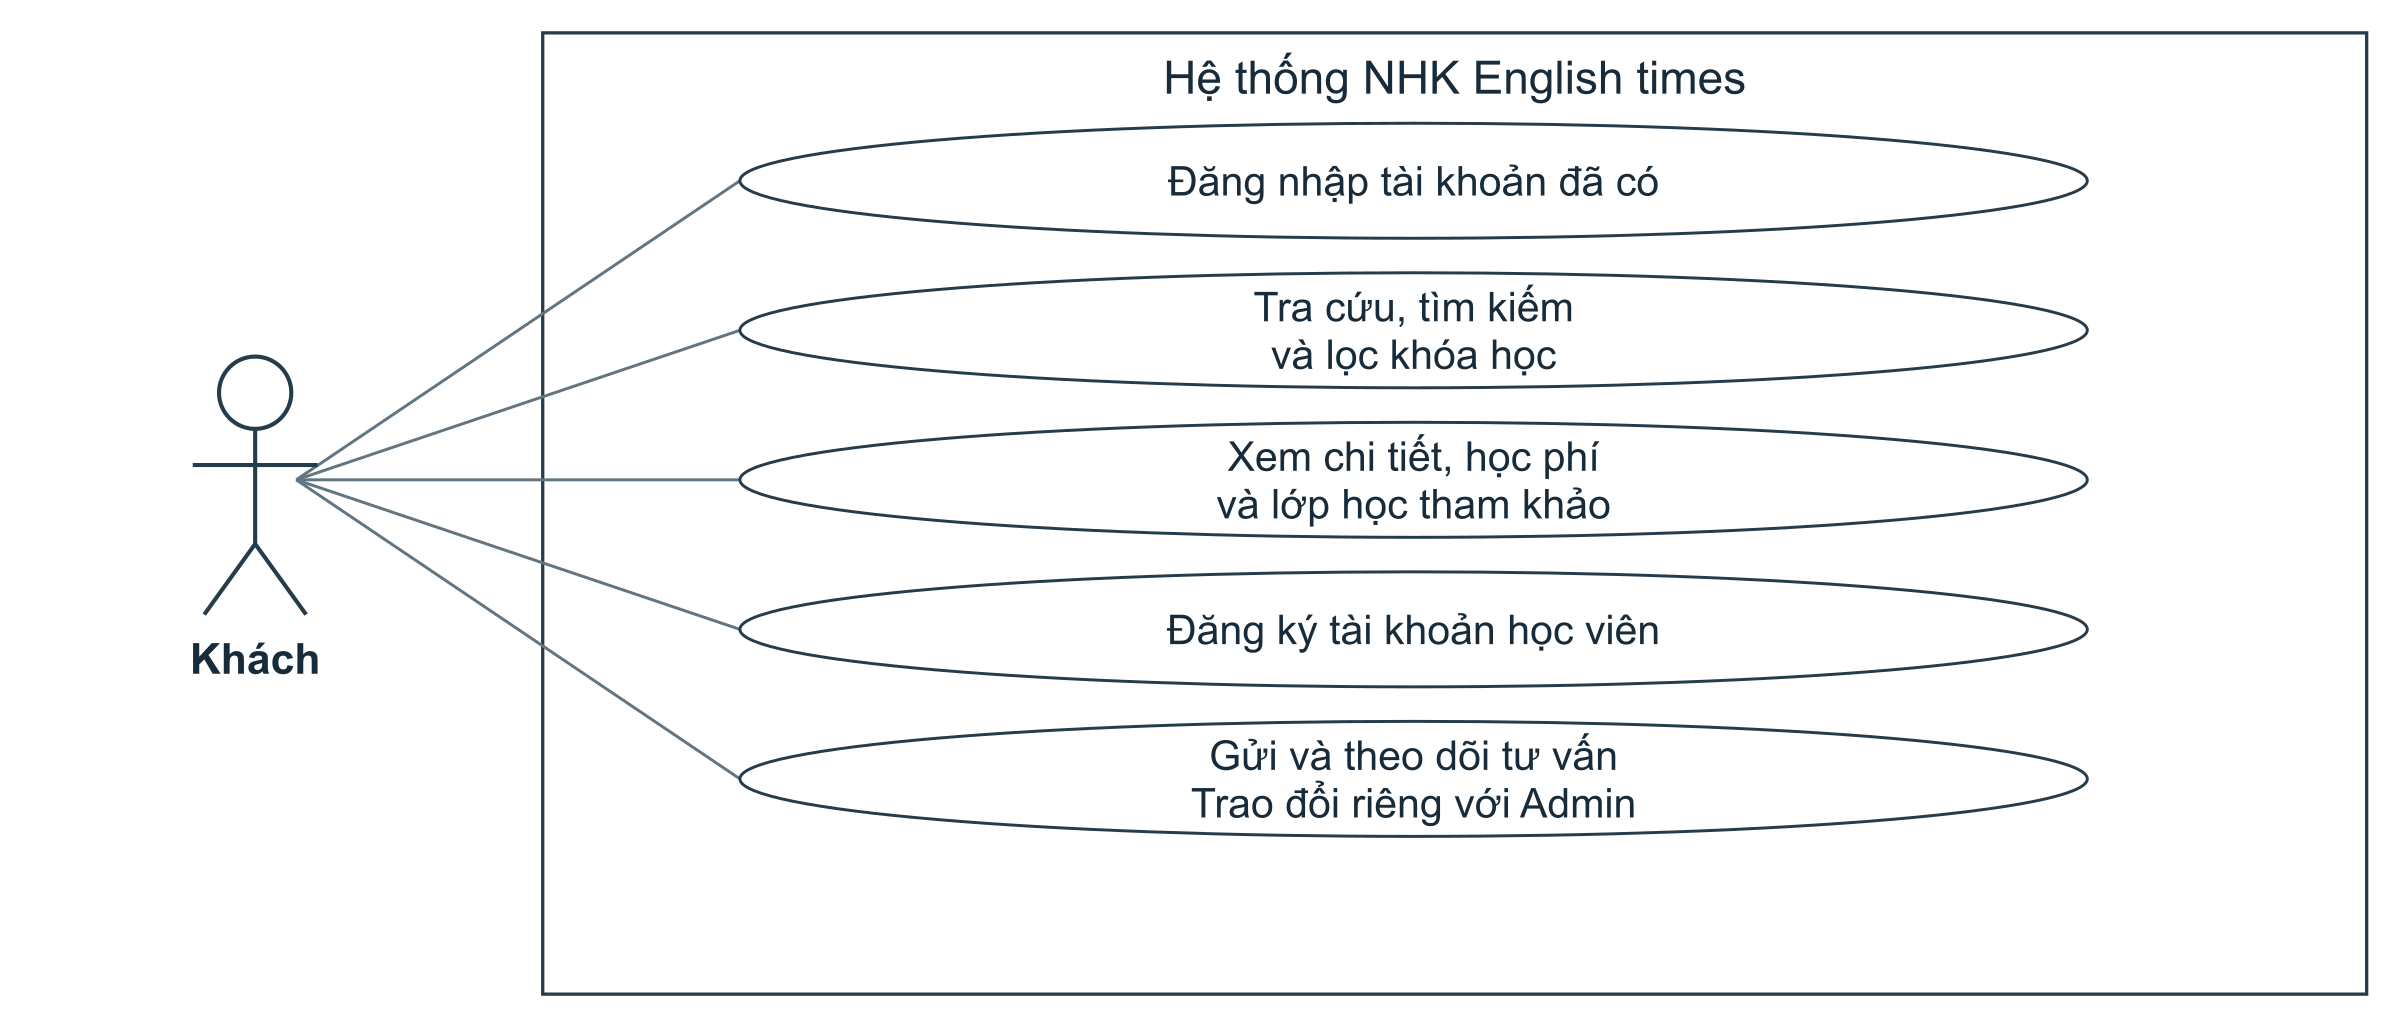 Hệ thống NHK English times
Đăng nhập tài khoản đã có
Tra cứu, tìm kiếm
và lọc khóa học
Xem chi tiết, học phí
và lớp học tham khảo
Khách
Đăng ký tài khoản học viên
Gửi và theo dõi tư vấn
Trao đổi riêng với Admin